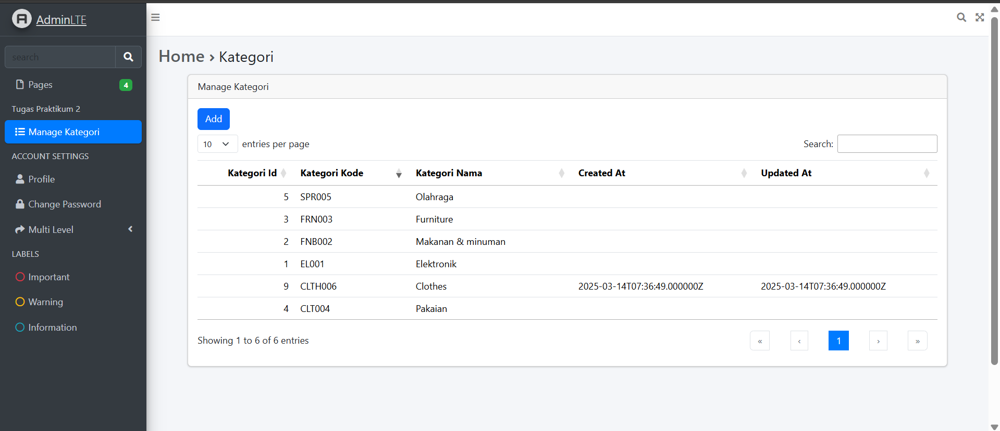 AdminLTE
search
Pages 4
Tugas Praktikum 2
Manage Kategori
ACCOUNT SETTINGS
Profile
Change Password
Multi Level
LABELS
Important
Warning
Information
Home › Kategori
Manage Kategori
Add
10 entries per page Search:
Kategori Id Kategori Kode Kategori Nama Created At Updated At
5 SPR005 Olahraga
3 FRN003 Furniture
2 FNB002 Makanan & minuman
1 EL001 Elektronik
9 CLTH006 Clothes 2025-03-14T07:36:49.000000Z 2025-03-14T07:36:49.000000Z
4 CLT004 Pakaian
Showing 1 to 6 of 6 entries « ‹ 1 › »